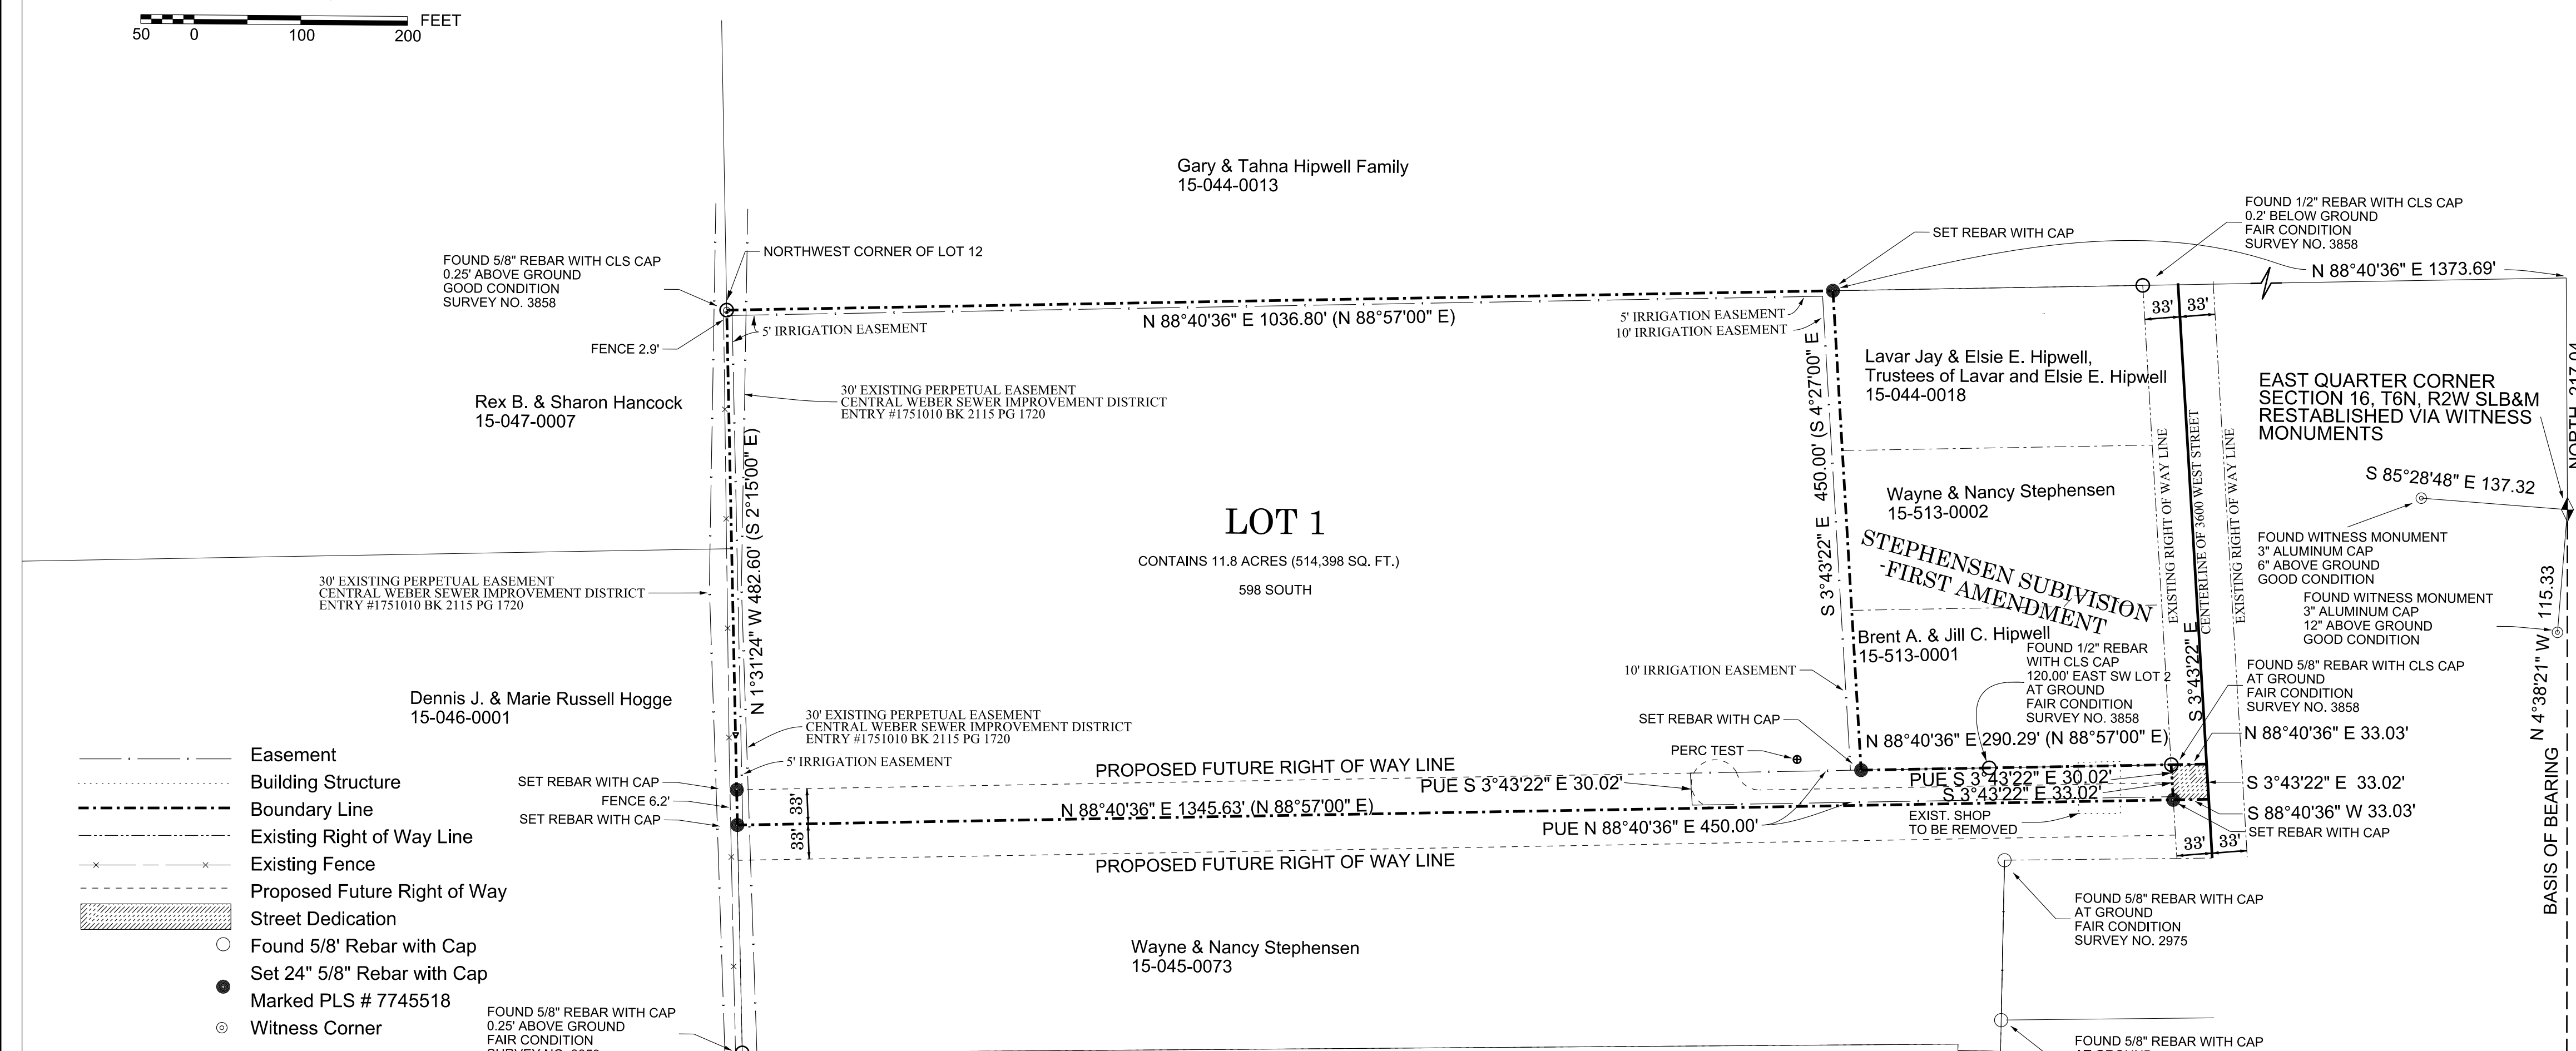 FEET
50 0 100 200
Gary & Tahna Hipwell Family
15-044-0013
FOUND 1/2" REBAR WITH CLS CAP
0.2' BELOW GROUND
FAIR CONDITION
SURVEY NO. 3858
SET REBAR WITH CAP
N 88°40'36" E 1373.69'
NORTHWEST CORNER OF LOT 12
FOUND 5/8" REBAR WITH CLS CAP
0.25' ABOVE GROUND
GOOD CONDITION
SURVEY NO. 3858
FENCE 2.9'
5' IRRIGATION EASEMENT
N 88°40'36" E 1036.80' (N 88°57'00" E)
5' IRRIGATION EASEMENT
10' IRRIGATION EASEMENT
33' 33'
Rex B. & Sharon Hancock
15-047-0007
30' EXISTING PERPETUAL EASEMENT
CENTRAL WEBER SEWER IMPROVEMENT DISTRICT
ENTRY #1751010 BK 2115 PG 1720
Lavar Jay & Elsie E. Hipwell,
Trustees of Lavar and Elsie E. Hipwell
15-044-0018
EAST QUARTER CORNER
SECTION 16, T6N, R2W SLB&M
RESTABLISHED VIA WITNESS
MONUMENTS
N 1°31'24" W 482.60' (S 2°15'00" E)
S 3°43'22" E 450.00' (S 4°27'00" E
EXISTING RIGHT OF WAY LINE
CENTERLINE OF 3600 WEST STREET
EXISTING RIGHT OF WAY LINE
S 3°43'22" E
S 85°28'48" E 137.32
LOT 1
CONTAINS 11.8 ACRES (514,398 SQ. FT.)
598 SOUTH
Wayne & Nancy Stephensen
15-513-0002
STEPHENSEN SUBIVISION
-FIRST AMENDMENT
FOUND WITNESS MONUMENT
3" ALUMINUM CAP
6" ABOVE GROUND
GOOD CONDITION
FOUND WITNESS MONUMENT
3" ALUMINUM CAP
12" ABOVE GROUND
GOOD CONDITION
N 4°38'21" W 115.33
BASIS OF BEARING
30' EXISTING PERPETUAL EASEMENT
CENTRAL WEBER SEWER IMPROVEMENT DISTRICT
ENTRY #1751010 BK 2115 PG 1720
Brent A. & Jill C. Hipwell
15-513-0001
FOUND 1/2" REBAR
WITH CLS CAP
120.00' EAST SW LOT 2
AT GROUND
FAIR CONDITION
SURVEY NO. 3858
FOUND 5/8" REBAR WITH CLS CAP
AT GROUND
FAIR CONDITION
SURVEY NO. 3858
10' IRRIGATION EASEMENT
Dennis J. & Marie Russell Hogge
15-046-0001
30' EXISTING PERPETUAL EASEMENT
CENTRAL WEBER SEWER IMPROVEMENT DISTRICT
ENTRY #1751010 BK 2115 PG 1720
SET REBAR WITH CAP
N 88°40'36" E 290.29' (N 88°57'00" E)
N 88°40'36" E 33.03'
PERC TEST
5' IRRIGATION EASEMENT
PROPOSED FUTURE RIGHT OF WAY LINE
PUE S 3°43'22" E 30.02'
PUE S 3°43'22" E 30.02'
S 3°43'22" E 33.02'
S 3°43'22" E 33.02'
SET REBAR WITH CAP
FENCE 6.2'
SET REBAR WITH CAP
33'
33'
N 88°40'36" E 1345.63' (N 88°57'00" E)
PUE N 88°40'36" E 450.00'
EXIST. SHOP
TO BE REMOVED
S 88°40'36" W 33.03'
SET REBAR WITH CAP
33' 33'
PROPOSED FUTURE RIGHT OF WAY LINE
Easement
Building Structure
Boundary Line
Existing Right of Way Line
Existing Fence
Proposed Future Right of Way
Street Dedication
Found 5/8' Rebar with Cap
Set 24" 5/8" Rebar with Cap
Marked PLS # 7745518
Witness Corner
Wayne & Nancy Stephensen
15-045-0073
FOUND 5/8" REBAR WITH CAP
AT GROUND
FAIR CONDITION
SURVEY NO. 2975
FOUND 5/8" REBAR WITH CAP
0.25' ABOVE GROUND
FAIR CONDITION
FOUND 5/8" REBAR WITH CAP